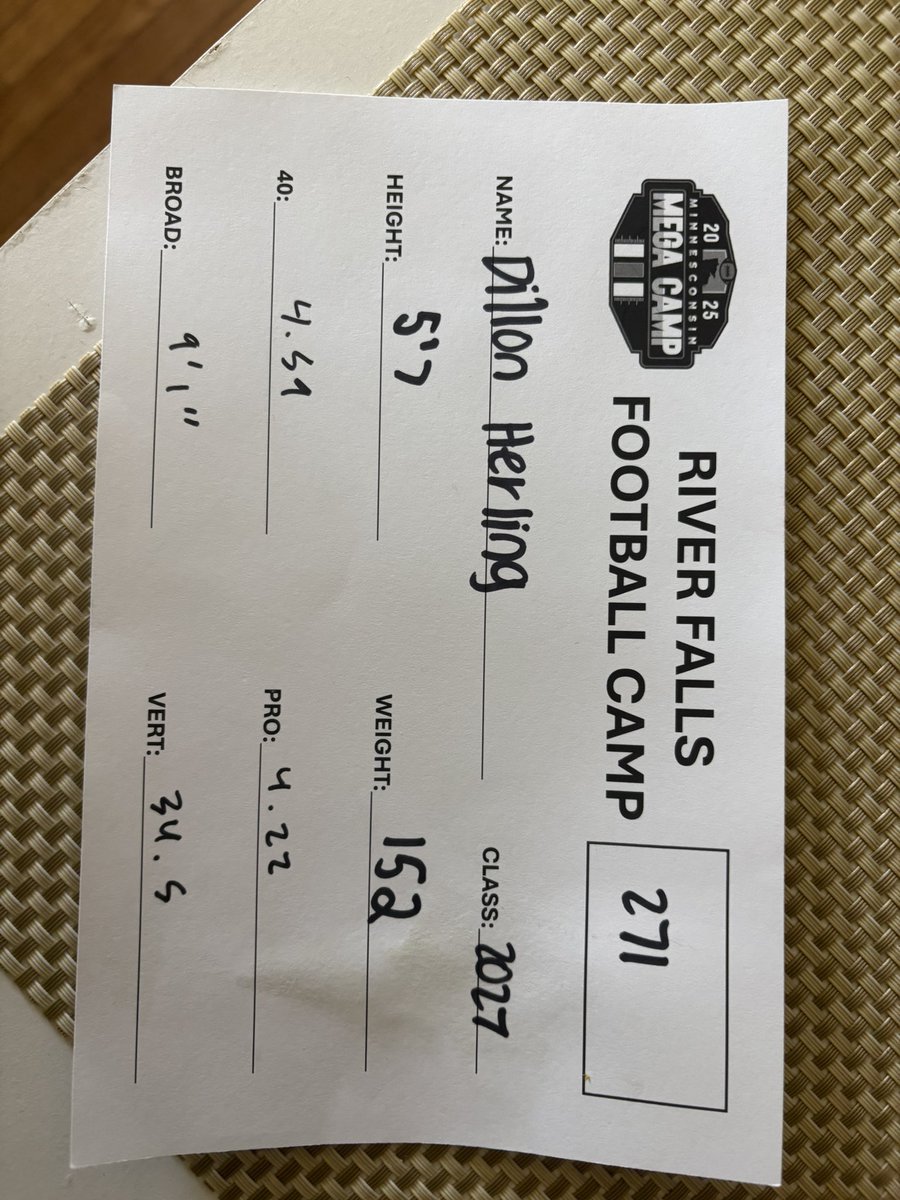 20 25
MINNESCONSIN
MEGA CAMP
RIVER FALLS
FOOTBALL CAMP
271
NAME: Dillon Herling CLASS: 2027
HEIGHT: 5'7 WEIGHT: 152
40: 4.59 PRO: 4.22
BROAD: 9'1" VERT: 34.5